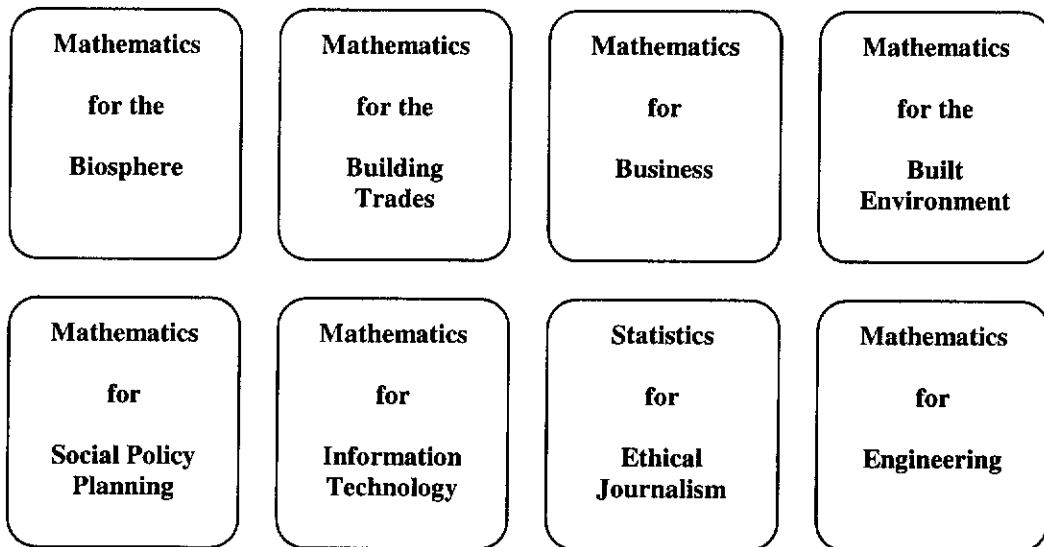 Mathematics
for the
Biosphere
Mathematics
for the
Building
Trades
Mathematics
for
Business
Mathematics
for the
Built
Environment
Mathematics
for
Social Policy
Planning
Mathematics
for
Information
Technology
Statistics
for
Ethical
Journalism
Mathematics
for
Engineering